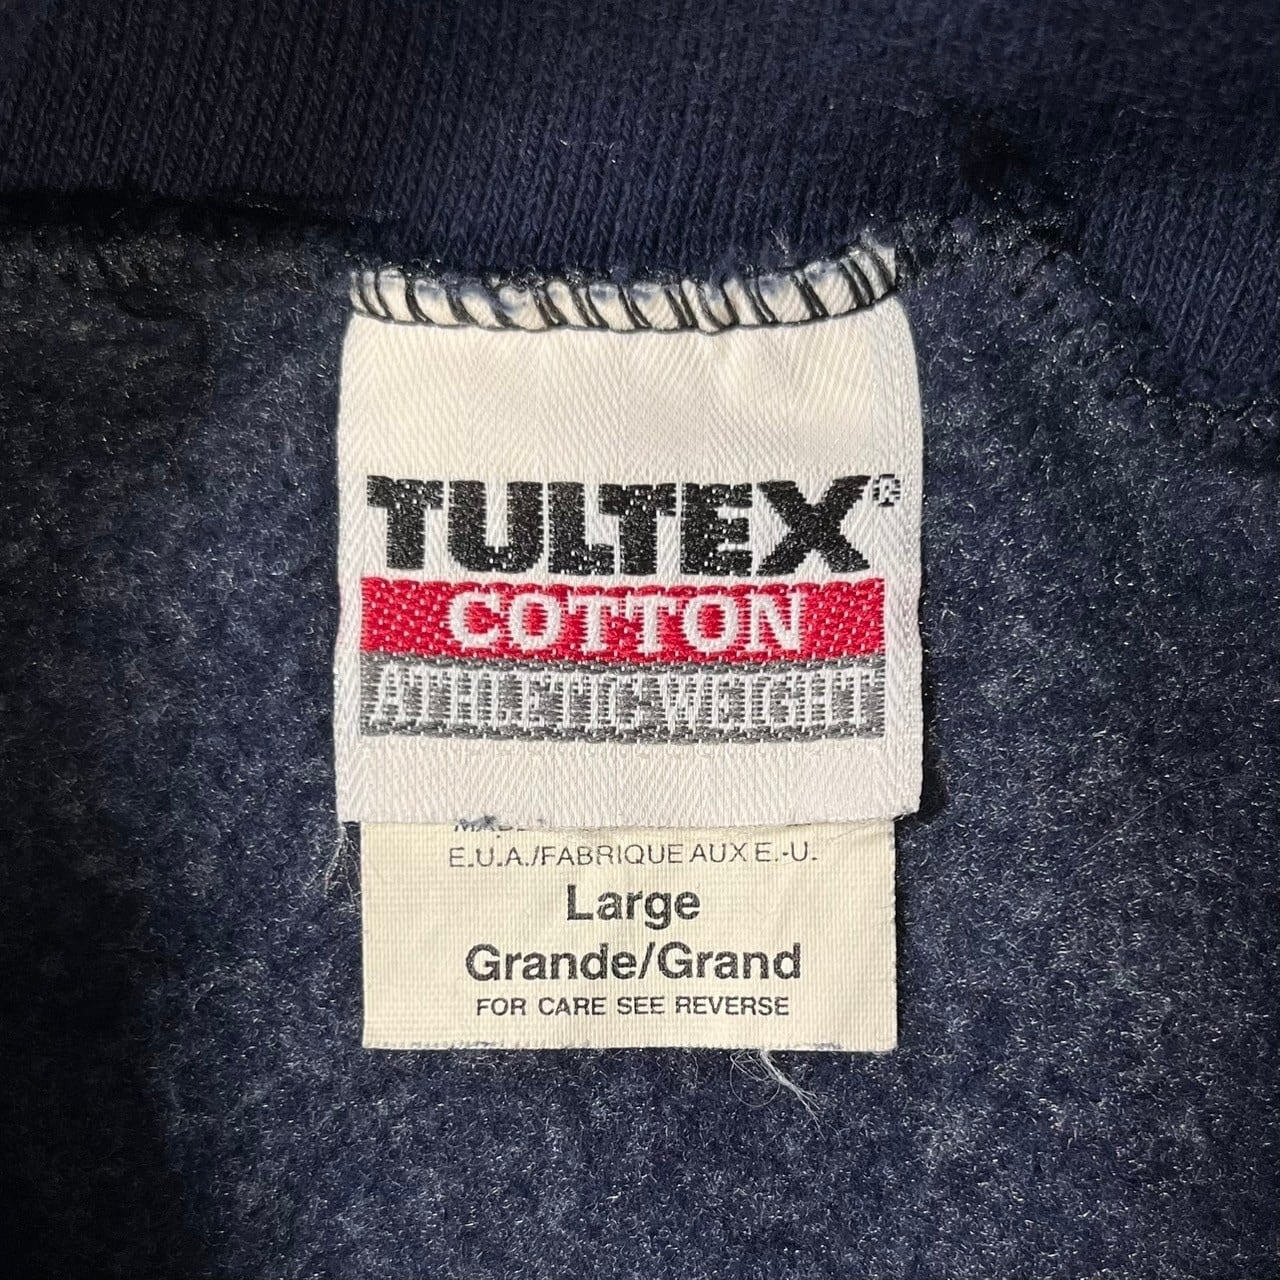 TULTEX®
COTTON
ATHLETIC WEIGHT
E.U.A./FABRIQUE AUX E.-U.
Large
Grande/Grand
FOR CARE SEE REVERSE